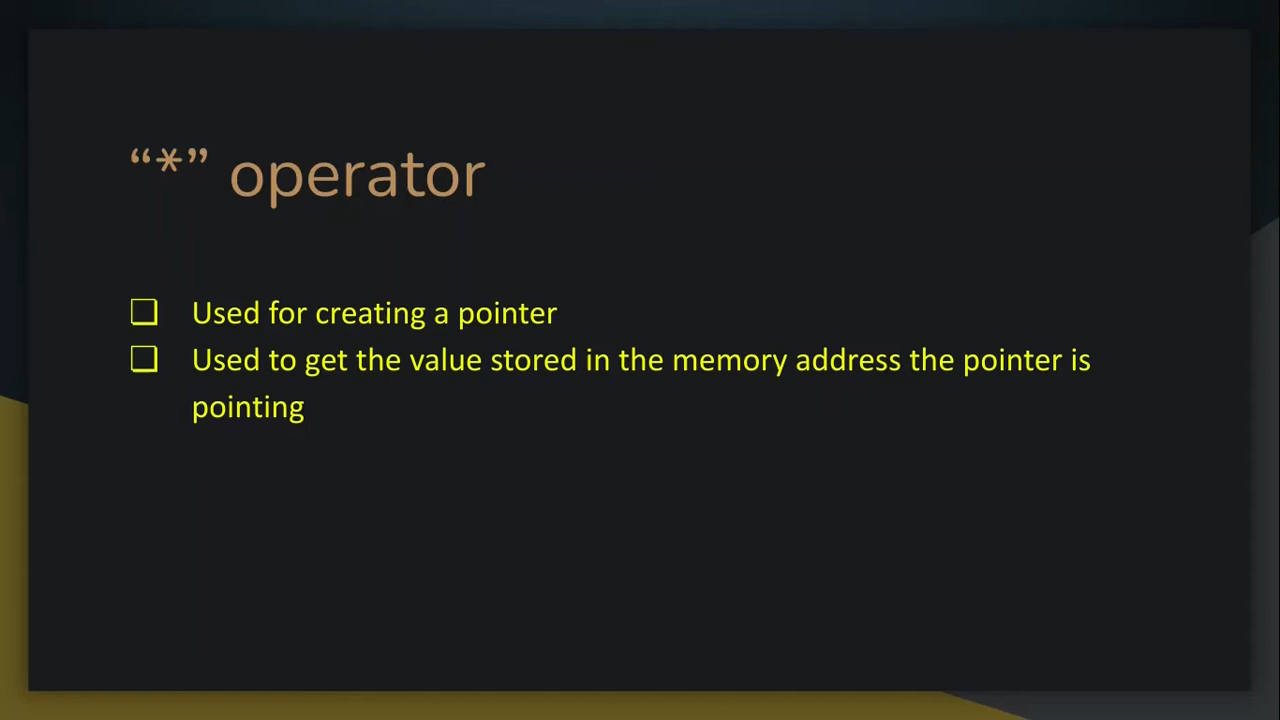 “*” operator
❏ Used for creating a pointer
❏ Used to get the value stored in the memory address the pointer is
pointing